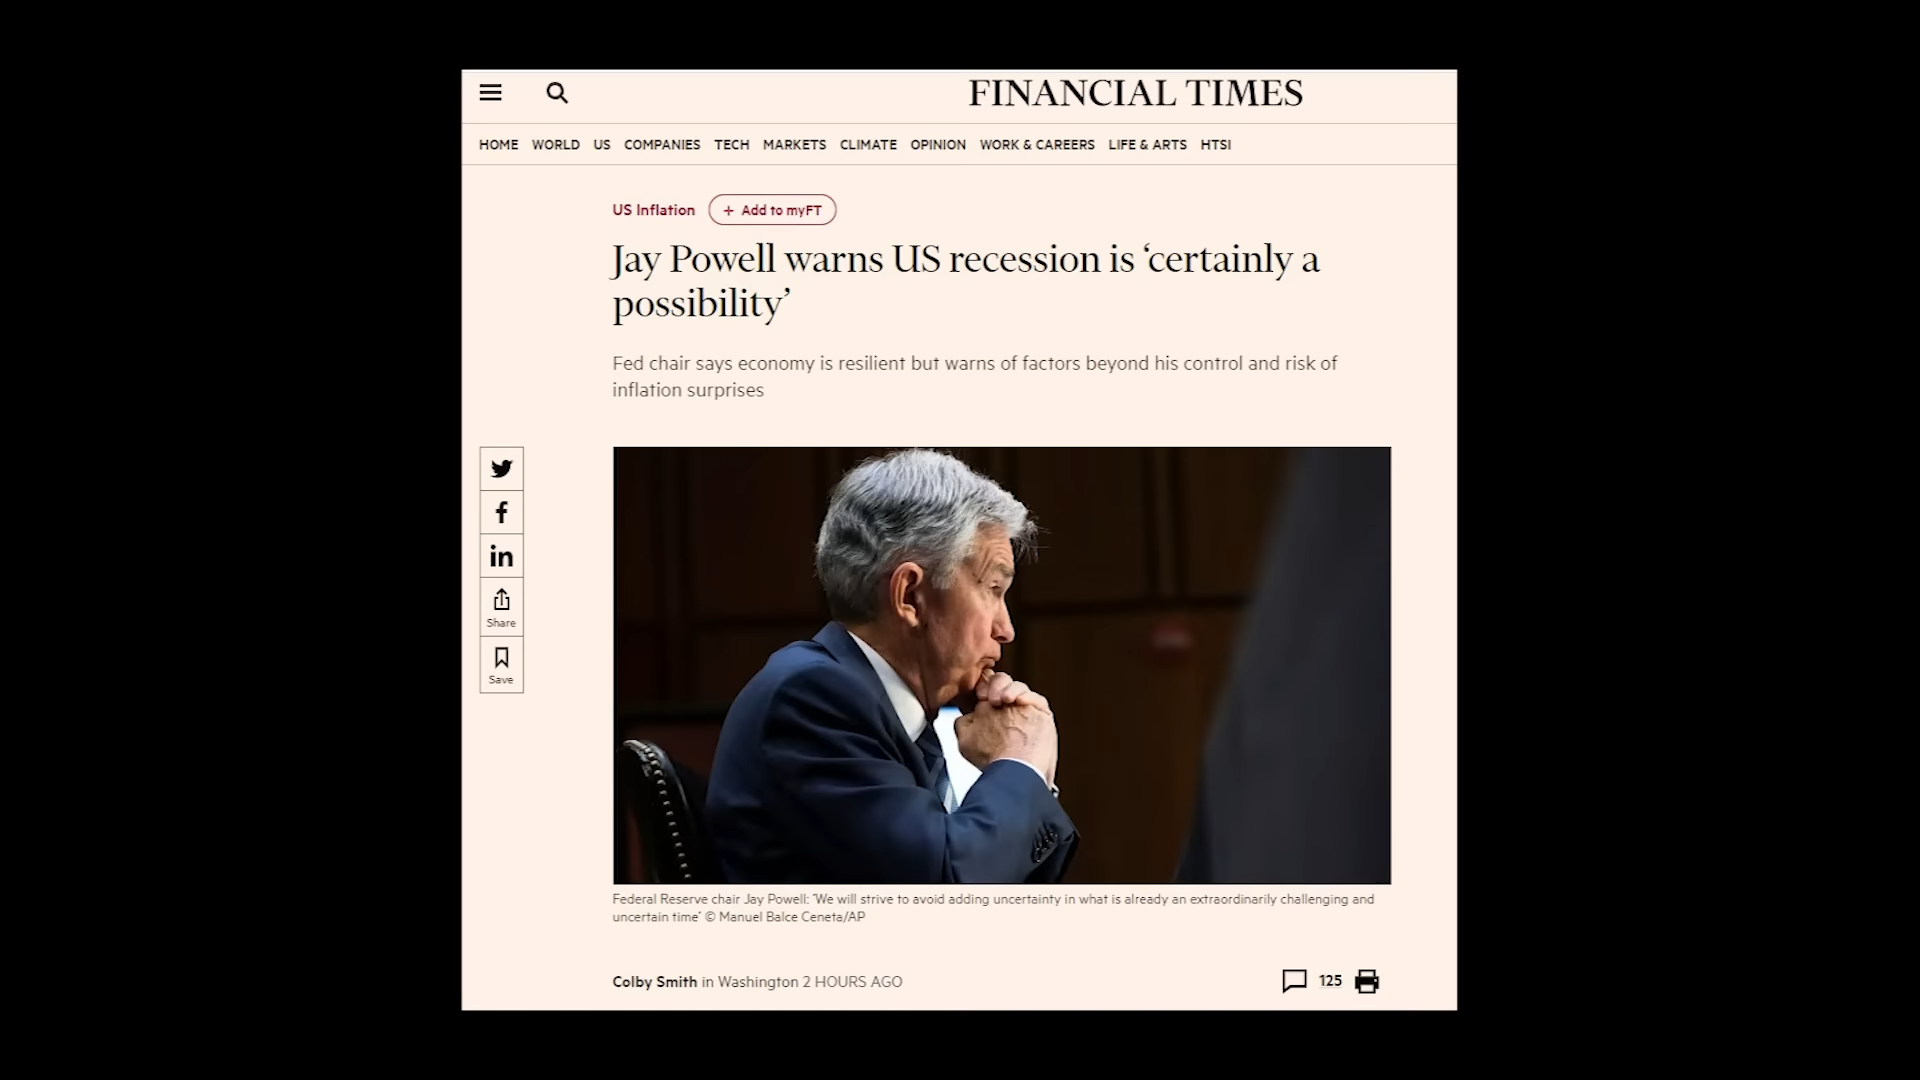 FINANCIAL TIMES
HOME WORLD US COMPANIES TECH MARKETS CLIMATE OPINION WORK & CAREERS LIFE & ARTS HTSI
US Inflation + Add to myFT
Jay Powell warns US recession is ‘certainly a
possibility’
Fed chair says economy is resilient but warns of factors beyond his control and risk of
inflation surprises
Share
Save
Federal Reserve chair Jay Powell: ‘We will strive to avoid adding uncertainty in what is already an extraordinarily challenging and
uncertain time’ © Manuel Balce Ceneta/AP
Colby Smith in Washington 2 HOURS AGO
125